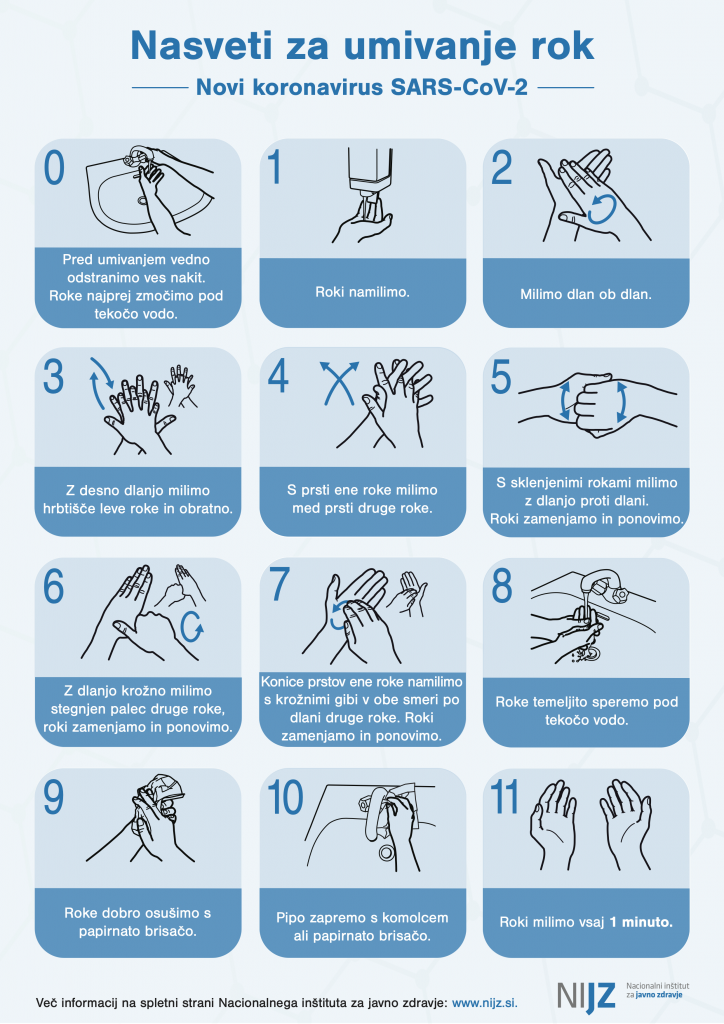 Nasveti za umivanje rok
Novi koronavirus SARS-CoV-2
0
Pred umivanjem vedno
odstranimo ves nakit.
Roke najprej zmočimo pod
tekočo vodo.
1
Roki namilimo.
2
Milimo dlan ob dlan.
3
Z desno dlanjo milimo
hrbtišče leve roke in obratno.
4
S prsti ene roke milimo
med prsti druge roke.
5
S sklenjenimi rokami milimo
z dlanjo proti dlani.
Roki zamenjamo in ponovimo.
6
Z dlanjo krožno milimo
stegnjen palec druge roke,
roki zamenjamo in ponovimo.
7
Konice prstov ene roke namilimo
s krožnimi gibi v obe smeri po
dlani druge roke. Roki
zamenjamo in ponovimo.
8
Roke temeljito speremo pod
tekočo vodo.
9
Roke dobro osušimo s
papirnato brisačo.
10
Pipo zapremo s komolcem
ali papirnato brisačo.
11
Roki milimo vsaj 1 minuto.
Več informacij na spletni strani Nacionalnega inštituta za javno zdravje: www.nijz.si.
NIJZ
Nacionalni inštitut
za javno zdravje